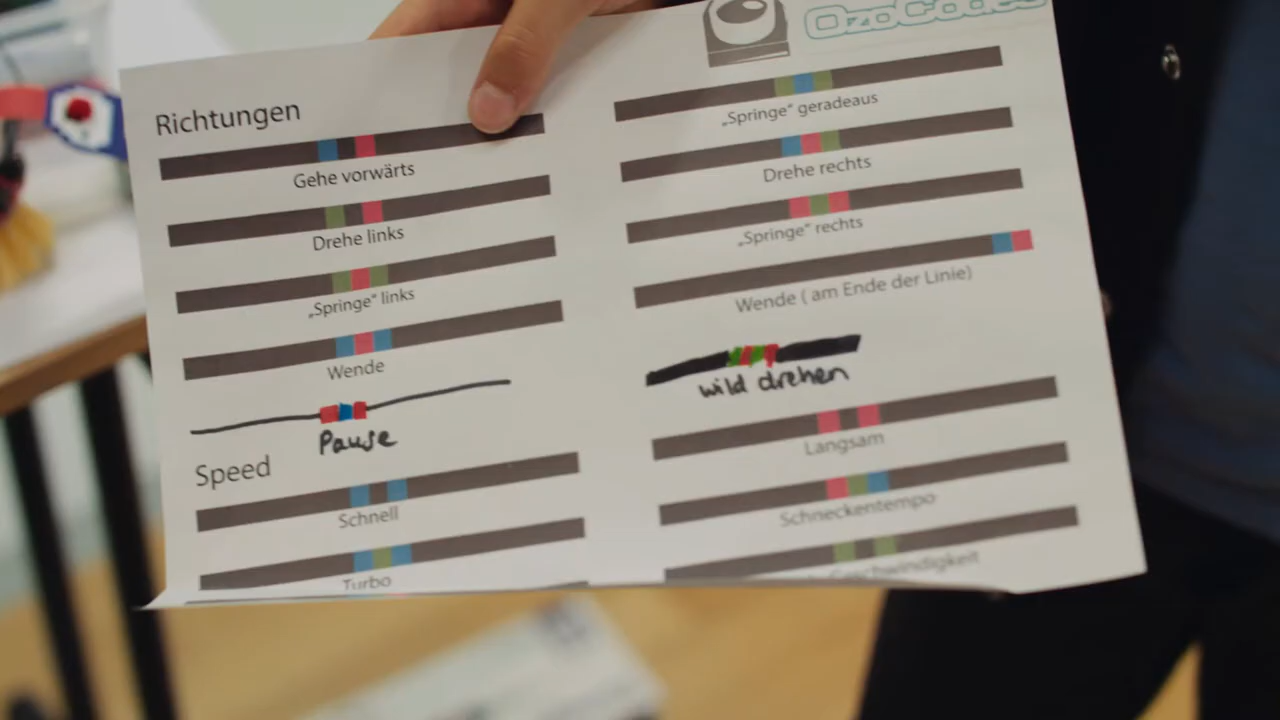 OzoCodes
Richtungen
Gehe vorwärts
Drehe links
„Springe“ links
Wende
Pause
Speed
Schnell
Turbo
„Springe“ geradeaus
Drehe rechts
„Springe“ rechts
Wende ( am Ende der Linie)
wild drehen
Langsam
Schneckentempo
Geschwindigkeit